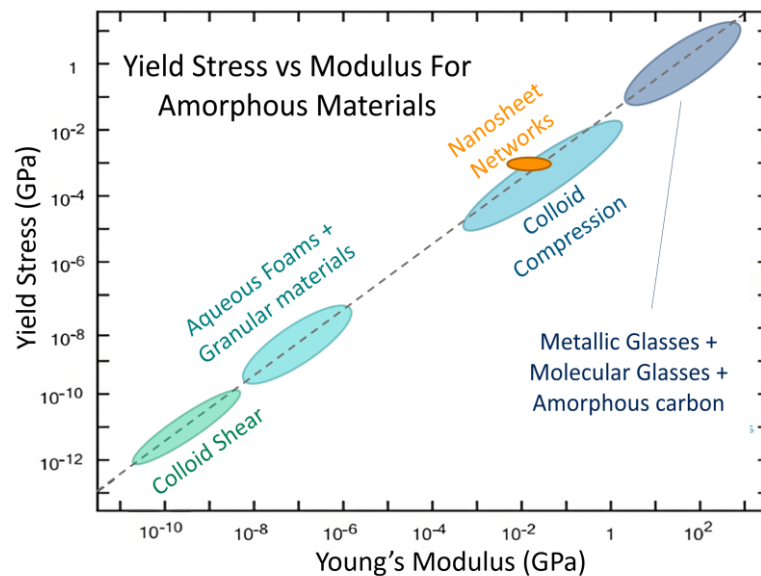 Yield Stress vs Modulus For
Amorphous Materials
Nanosheet
Networks
Colloid
Compression
Aqueous Foams +
Granular materials
Colloid Shear
Metallic Glasses +
Molecular Glasses +
Amorphous carbon
s
Yield Stress (GPa)
1
10⁻²
10⁻⁴
10⁻⁶
10⁻⁸
10⁻¹⁰
10⁻¹²
10⁻¹⁰
10⁻⁸
10⁻⁶
10⁻⁴
10⁻²
1
10²
Young's Modulus (GPa)